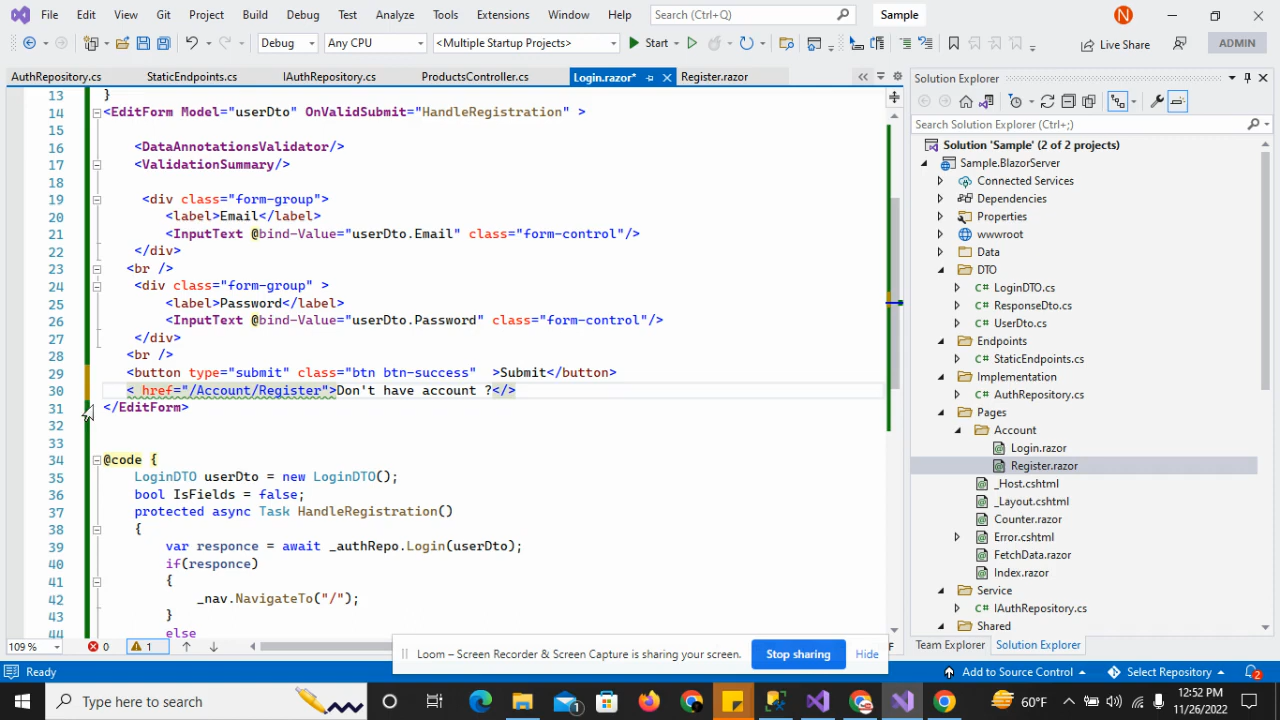 File Edit View Git Project Build Debug Test Analyze Tools Extensions Window Help Search (Ctrl+Q) Sample N
Debug Any CPU <Multiple Startup Projects> Start Live Share ADMIN
AuthRepository.cs StaticEndpoints.cs IAuthRepository.cs ProductsController.cs Login.razor* Register.razor
13 }
14 <EditForm Model="userDto" OnValidSubmit="HandleRegistration" >
15
16 <DataAnnotationsValidator/>
17 <ValidationSummary/>
18
19 <div class="form-group">
20 <label>Email</label>
21 <InputText @bind-Value="userDto.Email" class="form-control"/>
22 </div>
23 <br />
24 <div class="form-group" >
25 <label>Password</label>
26 <InputText @bind-Value="userDto.Password" class="form-control"/>
27 </div>
28 <br />
29 <button type="submit" class="btn btn-success" >Submit</button>
30 < href="/Account/Register">Don't have account ?</>
31 </EditForm>
32
33
34 @code {
35 LoginDTO userDto = new LoginDTO();
36 bool IsFields = false;
37 protected async Task HandleRegistration()
38 {
39 var responce = await _authRepo.Login(userDto);
40 if(responce)
41 {
42 _nav.NavigateTo("/");
43 }
44 else
109 % 0 1
Loom – Screen Recorder & Screen Capture is sharing your screen. Stop sharing Hide
Solution Explorer
Search Solution Explorer (Ctrl+;)
Solution 'Sample' (2 of 2 projects)
Sample.BlazorServer
Connected Services
Dependencies
Properties
wwwroot
Data
DTO
C# LoginDTO.cs
C# ResponseDto.cs
C# UserDto.cs
Endpoints
C# StaticEndpoints.cs
Implementation
C# AuthRepository.cs
Pages
Account
Login.razor
Register.razor
_Host.cshtml
_Layout.cshtml
Counter.razor
Error.cshtml
FetchData.razor
Index.razor
Service
C# IAuthRepository.cs
Shared
Team Explorer Solution Explorer
Ready Add to Source Control Select Repository 2
Type here to search 1 60°F 12:52 PM
11/26/2022